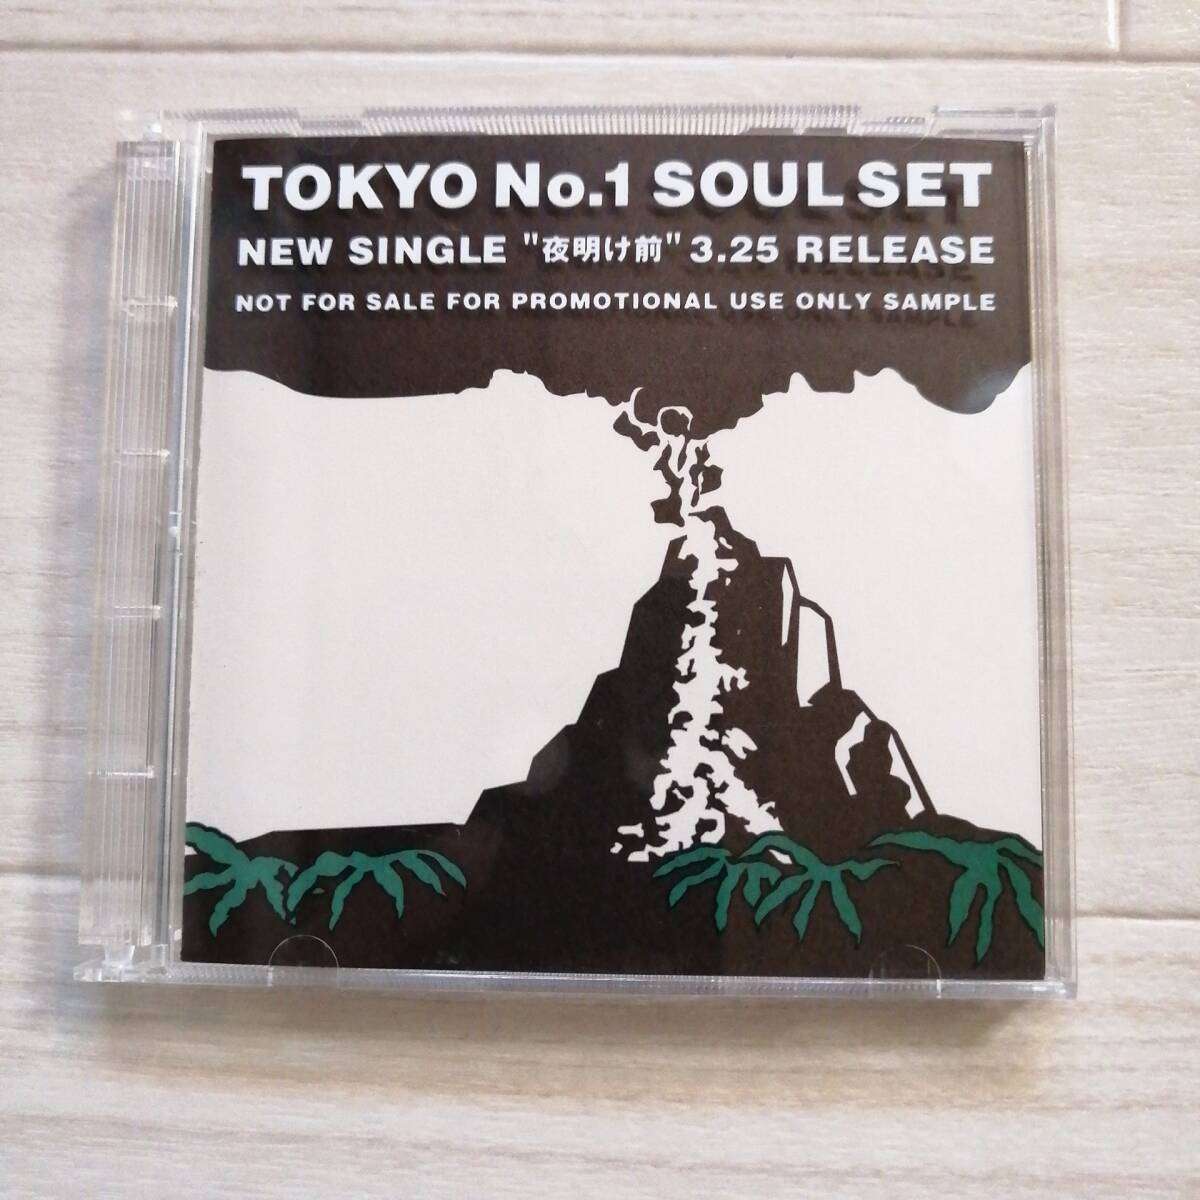 TOKYO No.1 SOUL SET
NEW SINGLE "夜明け前" 3.25 RELEASE
NOT FOR SALE FOR PROMOTIONAL USE ONLY SAMPLE